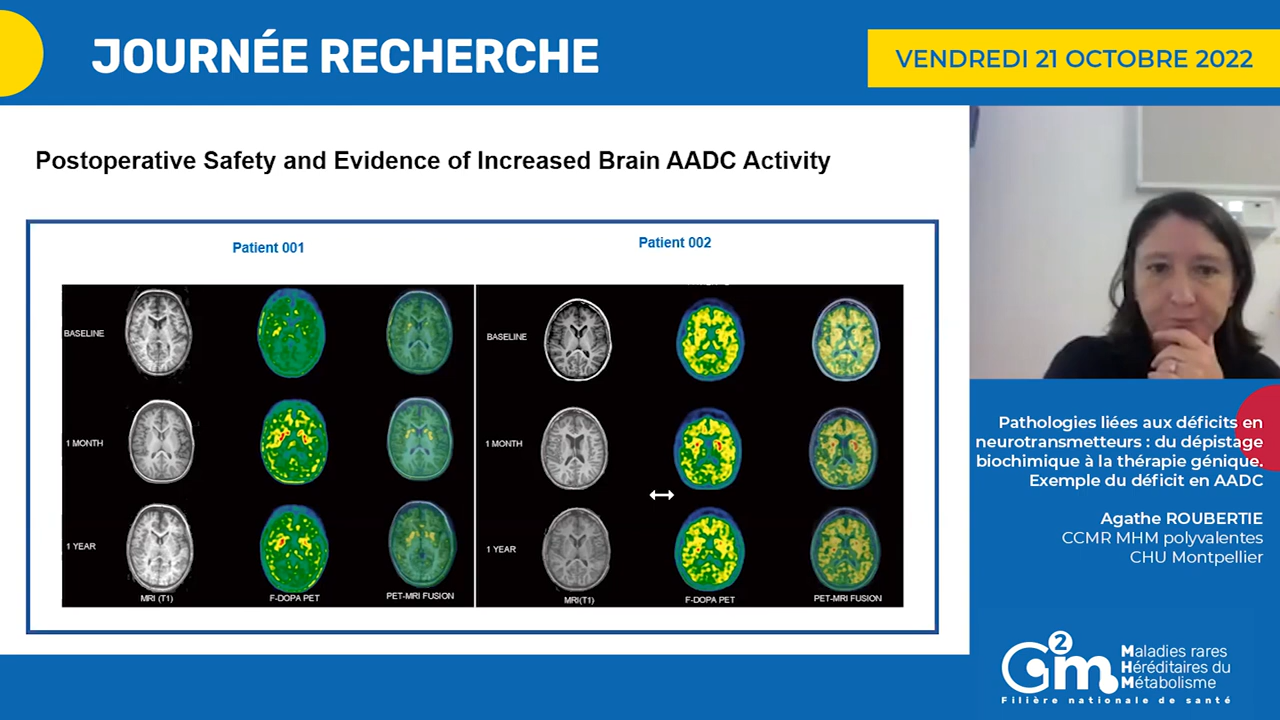 JOURNÉE RECHERCHE
VENDREDI 21 OCTOBRE 2022
Postoperative Safety and Evidence of Increased Brain AADC Activity
Patient 001
Patient 002
BASELINE
1 MONTH
1 YEAR
MRI (T1)
F-DOPA PET
PET-MRI FUSION
BASELINE
1 MONTH
1 YEAR
MRI(T1)
F-DOPA PET
PET-MRI FUSION
Pathologies liées aux déficits en
neurotransmetteurs : du dépistage
biochimique à la thérapie génique.
Exemple du déficit en AADC
Agathe ROUBERTIE
CCMR MHM polyvalentes
CHU Montpellier
G2m
Maladies rares
Héréditaires du
Métabolisme
Filière nationale de santé